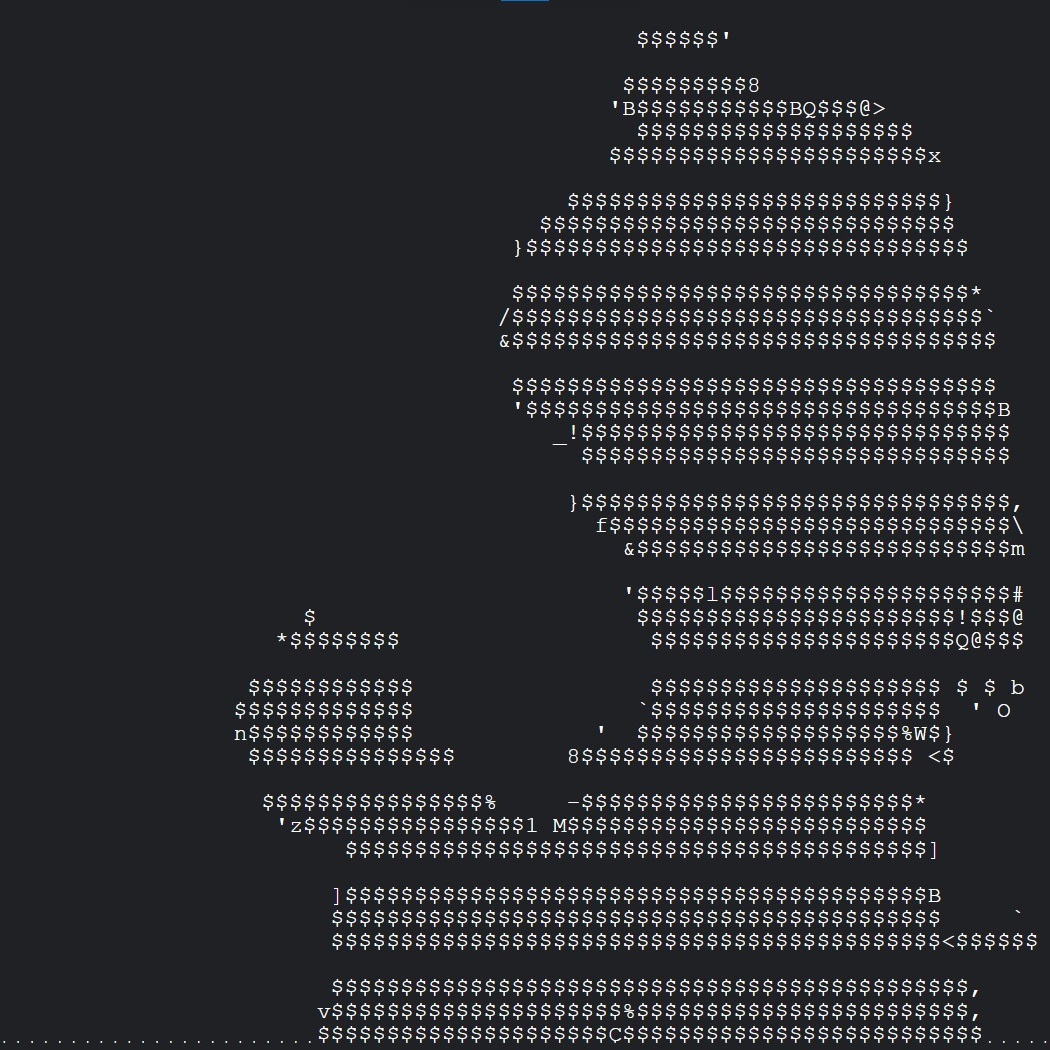 $$$$$$'
$$$$$$$$$8
'B$$$$$$$$$$$BQ$$$@>
$$$$$$$$$$$$$$$$$$$$
$$$$$$$$$$$$$$$$$$$$$$$x
$$$$$$$$$$$$$$$$$$$$$$$$$$$}
$$$$$$$$$$$$$$$$$$$$$$$$$$$$$$
}$$$$$$$$$$$$$$$$$$$$$$$$$$$$$$$$
$$$$$$$$$$$$$$$$$$$$$$$$$$$$$$$$$*
/$$$$$$$$$$$$$$$$$$$$$$$$$$$$$$$$$$`
&$$$$$$$$$$$$$$$$$$$$$$$$$$$$$$$$$$$
$$$$$$$$$$$$$$$$$$$$$$$$$$$$$$$$$$$
'$$$$$$$$$$$$$$$$$$$$$$$$$$$$$$$$$$B
_!$$$$$$$$$$$$$$$$$$$$$$$$$$$$$$$
$$$$$$$$$$$$$$$$$$$$$$$$$$$$$$$
}$$$$$$$$$$$$$$$$$$$$$$$$$$$$$$$,
f$$$$$$$$$$$$$$$$$$$$$$$$$$$$$\
&$$$$$$$$$$$$$$$$$$$$$$$$$$$m
'$$$$$l$$$$$$$$$$$$$$$$$$$$$#
$ $$$$$$$$$$$$$$$$$$$$$$$!$$$@
*$$$$$$$$ $$$$$$$$$$$$$$$$$$$$$$Q@$$$
$$$$$$$$$$$$ $$$$$$$$$$$$$$$$$$$$$ $ $ b
$$$$$$$$$$$$$ `$$$$$$$$$$$$$$$$$$$$$ ' O
n$$$$$$$$$$$$ ' $$$$$$$$$$$$$$$$$$$%W$}
$$$$$$$$$$$$$$$ 8$$$$$$$$$$$$$$$$$$$$$$$$ <$
$$$$$$$$$$$$$$$$% -$$$$$$$$$$$$$$$$$$$$$$$$*
'z$$$$$$$$$$$$$$$$1 M$$$$$$$$$$$$$$$$$$$$$$$$$$
$$$$$$$$$$$$$$$$$$$$$$$$$$$$$$$$$$$$$$$$$$]
]$$$$$$$$$$$$$$$$$$$$$$$$$$$$$$$$$$$$$$$$$$B
$$$$$$$$$$$$$$$$$$$$$$$$$$$$$$$$$$$$$$$$$$$$ `
$$$$$$$$$$$$$$$$$$$$$$$$$$$$$$$$$$$$$$$$$$$$<$$$$$$
$$$$$$$$$$$$$$$$$$$$$$$$$$$$$$$$$$$$$$$$$$$$$$,
v$$$$$$$$$$$$$$$$$$$$$%$$$$$$$$$$$$$$$$$$$$$$$$,
.......................$$$$$$$$$$$$$$$$$$$$$C$$$$$$$$$$$$$$$$$$$$$$$$$$.....